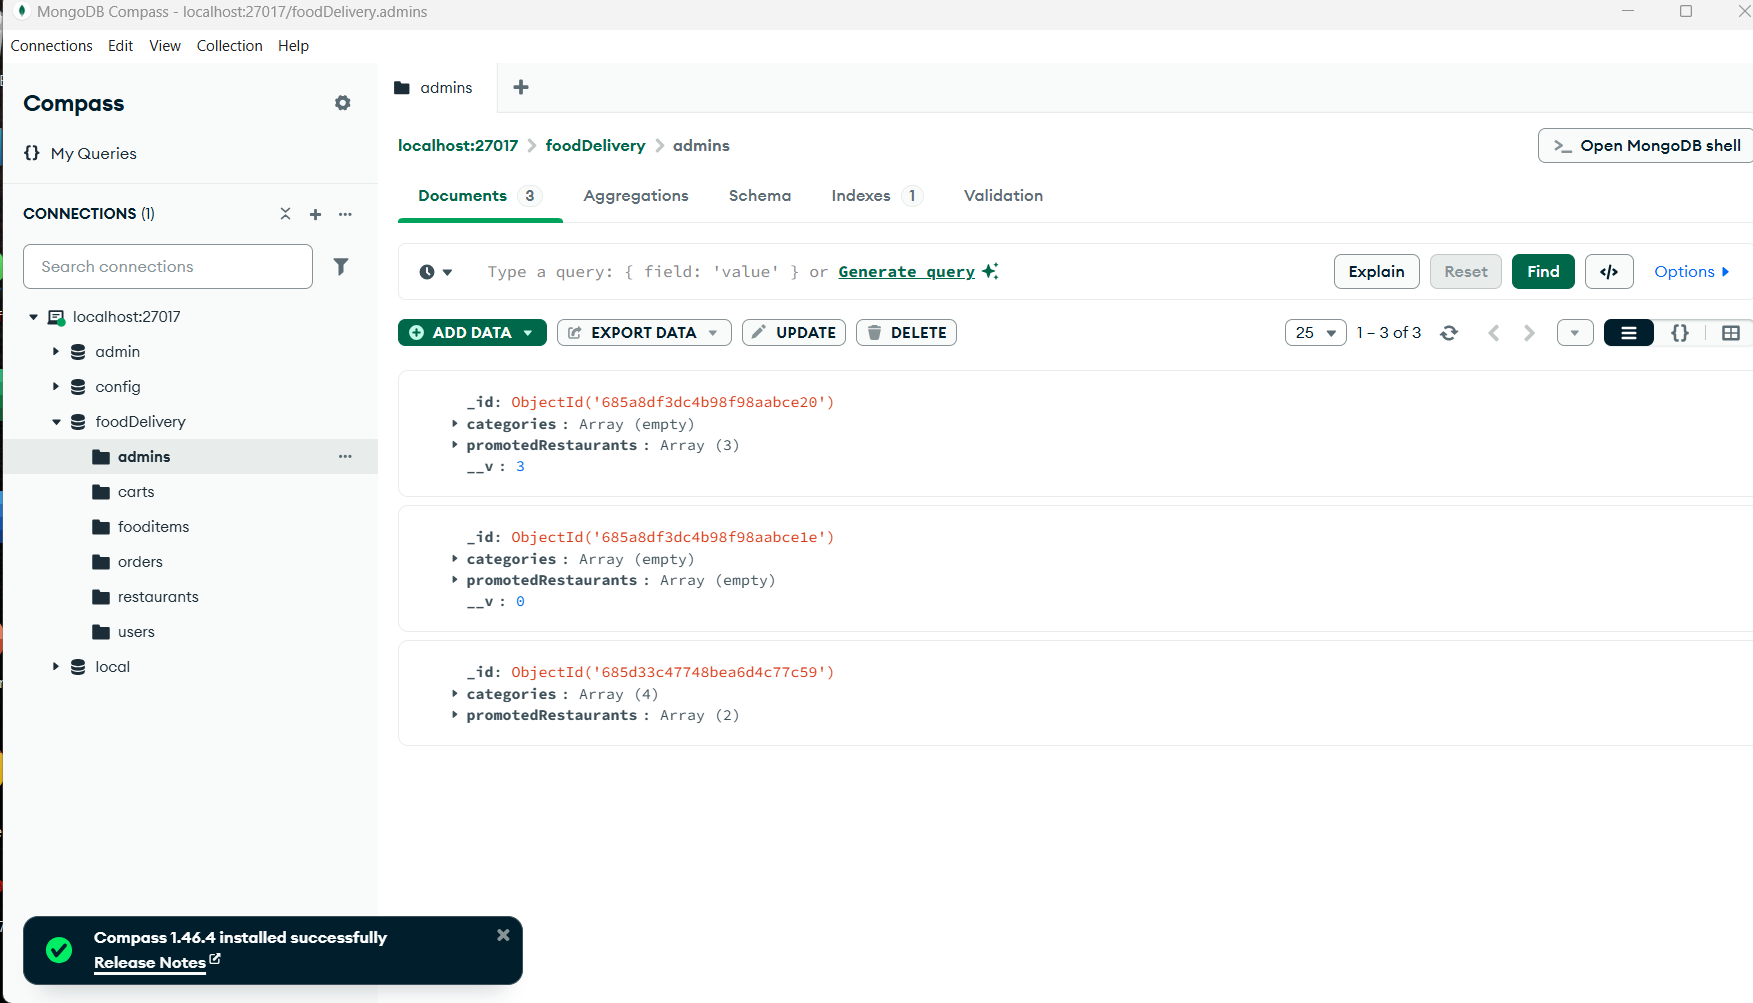 MongoDB Compass - localhost:27017/foodDelivery.admins
Connections Edit View Collection Help
Compass
{} My Queries
CONNECTIONS (1)
Search connections
localhost:27017
admin
config
foodDelivery
admins
carts
fooditems
orders
restaurants
users
local
admins
localhost:27017 > foodDelivery > admins
>_ Open MongoDB shell
Documents 3 Aggregations Schema Indexes 1 Validation
Type a query: { field: 'value' } or Generate query
Explain Reset Find </> Options
ADD DATA EXPORT DATA UPDATE DELETE
25 1 – 3 of 3 {}
_id: ObjectId('685a8df3dc4b98f98aabce20')
categories : Array (empty)
promotedRestaurants : Array (3)
__v : 3
_id: ObjectId('685a8df3dc4b98f98aabce1e')
categories : Array (empty)
promotedRestaurants : Array (empty)
__v : 0
_id: ObjectId('685d33c47748bea6d4c77c59')
categories : Array (4)
promotedRestaurants : Array (2)
Compass 1.46.4 installed successfully
Release Notes